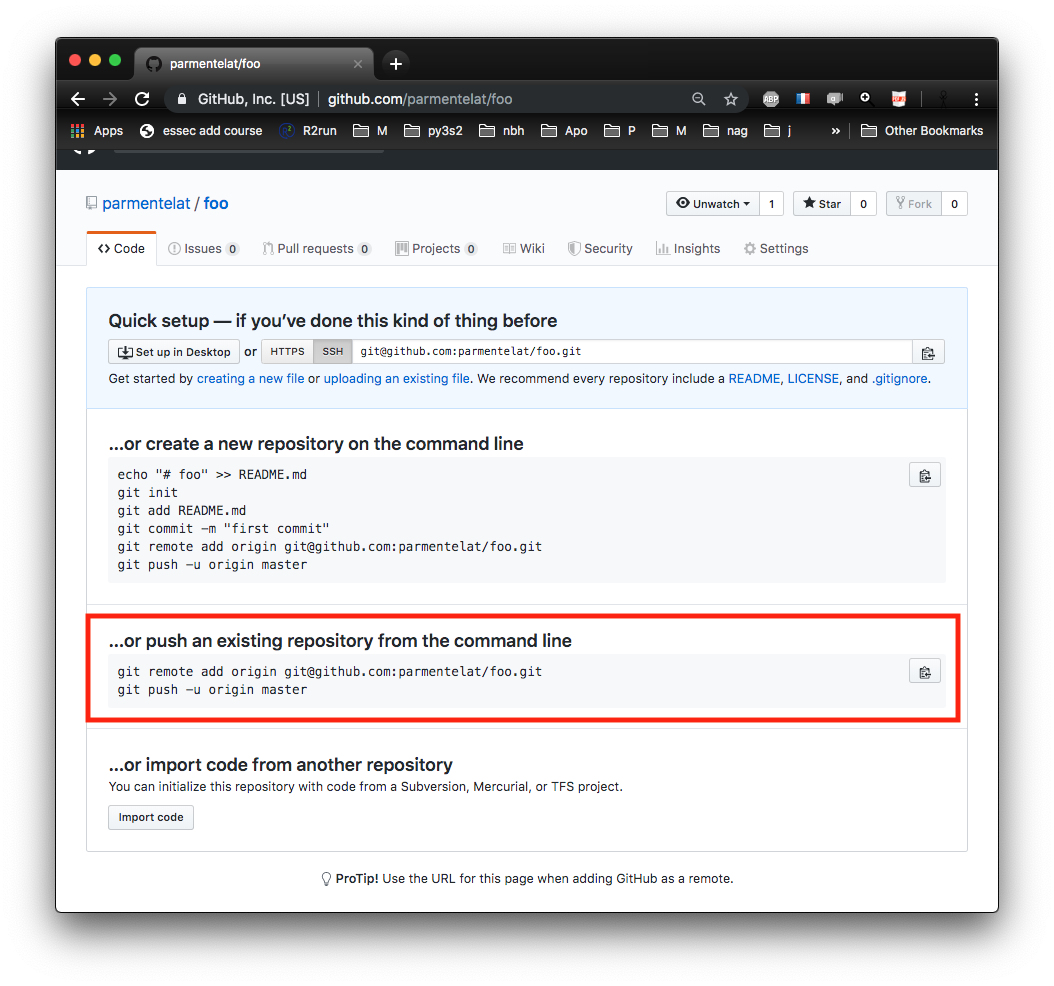 parmentelat/foo
GitHub, Inc. [US] | github.com/parmentelat/foo
ABP
Apps essec add course R2run M py3s2 nbh Apo P M nag j » Other Bookmarks
parmentelat / foo
Unwatch 1 Star 0 Fork 0
Code Issues 0 Pull requests 0 Projects 0 Wiki Security Insights Settings
Quick setup — if you’ve done this kind of thing before
Set up in Desktop or HTTPS SSH git@github.com:parmentelat/foo.git
Get started by creating a new file or uploading an existing file. We recommend every repository include a README, LICENSE, and .gitignore.
…or create a new repository on the command line
echo "# foo" >> README.md
git init
git add README.md
git commit -m "first commit"
git remote add origin git@github.com:parmentelat/foo.git
git push -u origin master
…or push an existing repository from the command line
git remote add origin git@github.com:parmentelat/foo.git
git push -u origin master
…or import code from another repository
You can initialize this repository with code from a Subversion, Mercurial, or TFS project.
Import code
ProTip! Use the URL for this page when adding GitHub as a remote.